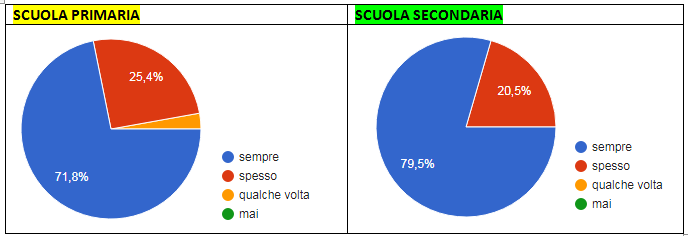 SCUOLA PRIMARIA
25,4%
71,8%
sempre
spesso
qualche volta
mai
SCUOLA SECONDARIA
20,5%
79,5%
sempre
spesso
qualche volta
mai